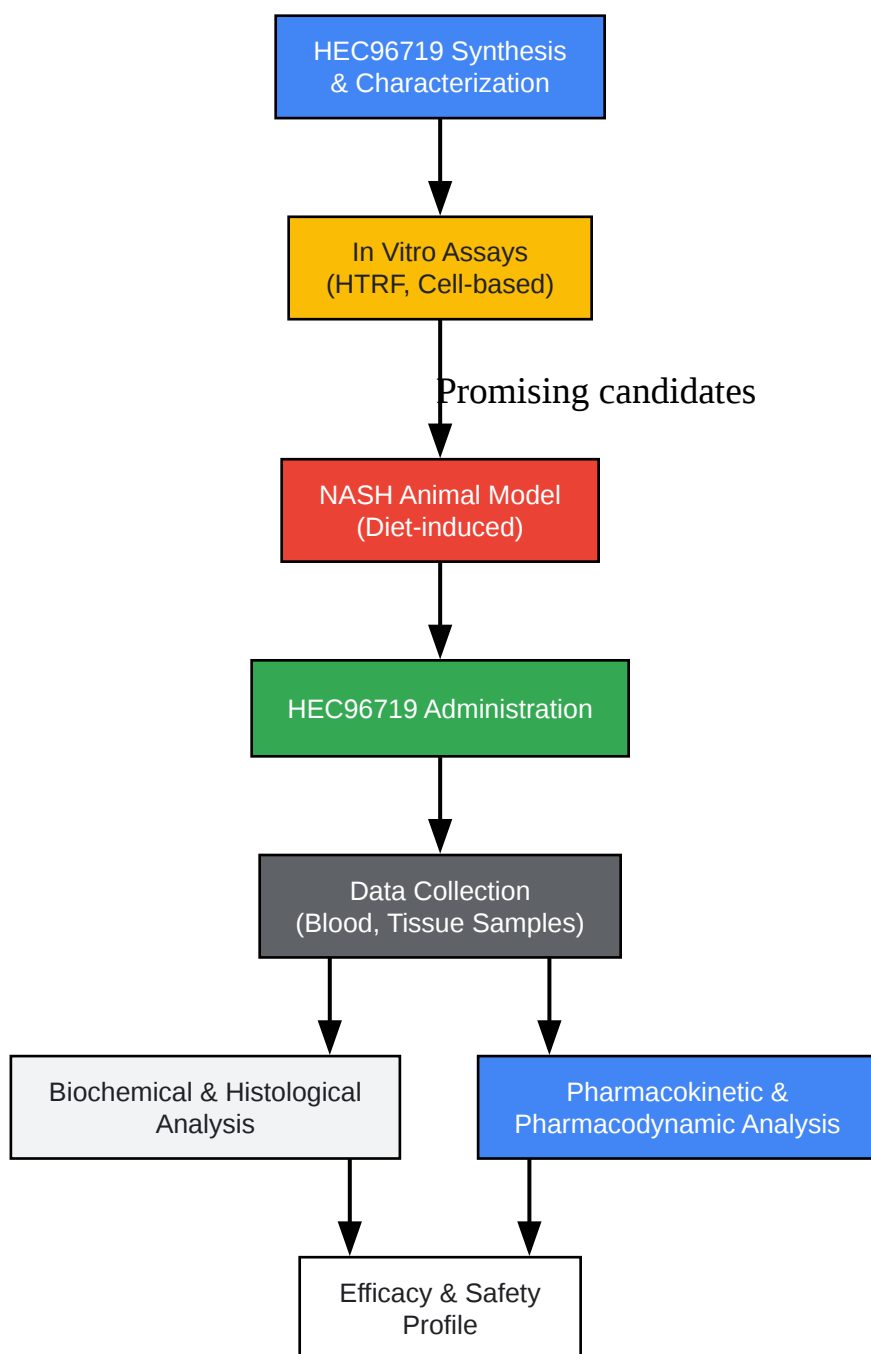 HEC96719 Synthesis
& Characterization
In Vitro Assays
(HTRF, Cell-based)
Promising candidates
NASH Animal Model
(Diet-induced)
HEC96719 Administration
Data Collection
(Blood, Tissue Samples)
Biochemical & Histological
Analysis
Pharmacokinetic &
Pharmacodynamic Analysis
Efficacy & Safety
Profile